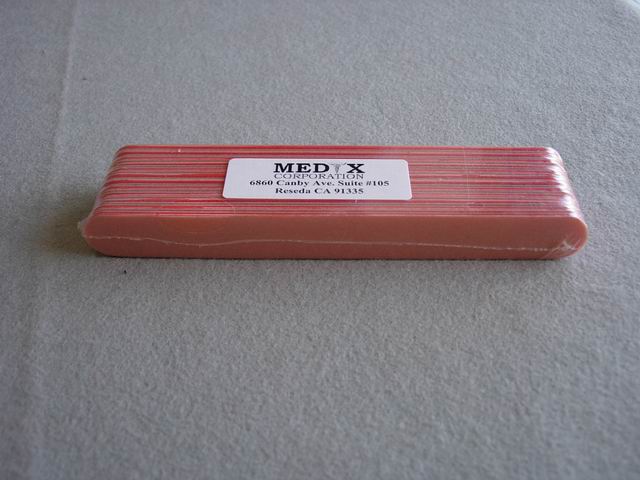 MEDIX
CORPORATION
6860 Canby Ave. Suite #105
Reseda CA 91335